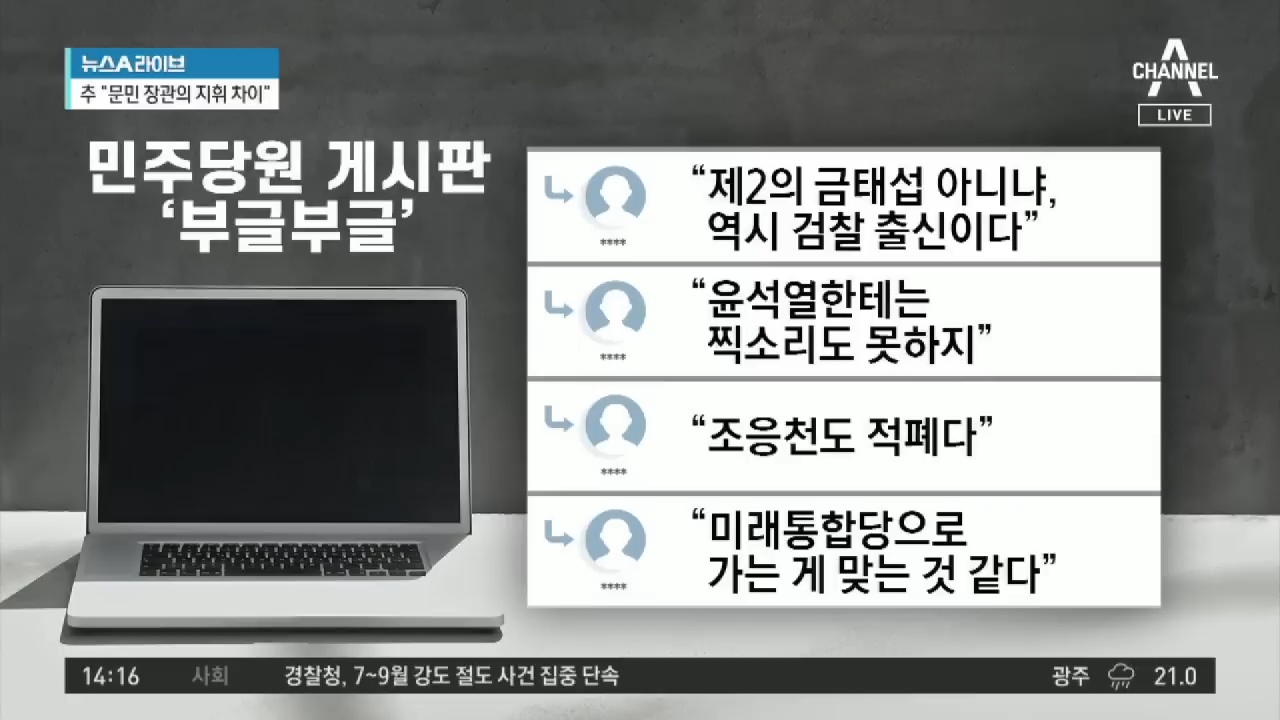 뉴스A 라이브
추 "문민 장관의 지휘 차이"
CHANNEL A
LIVE
민주당원 게시판
‘부글부글’
“제2의 금태섭 아니냐,
역시 검찰 출신이다”
****
“윤석열한테는
찍소리도 못하지”
****
“조응천도 적폐다”
****
“미래통합당으로
가는 게 맞는 것 같다”
****
14:16 사회 경찰청, 7~9월 강도 절도 사건 집중 단속 광주 21.0